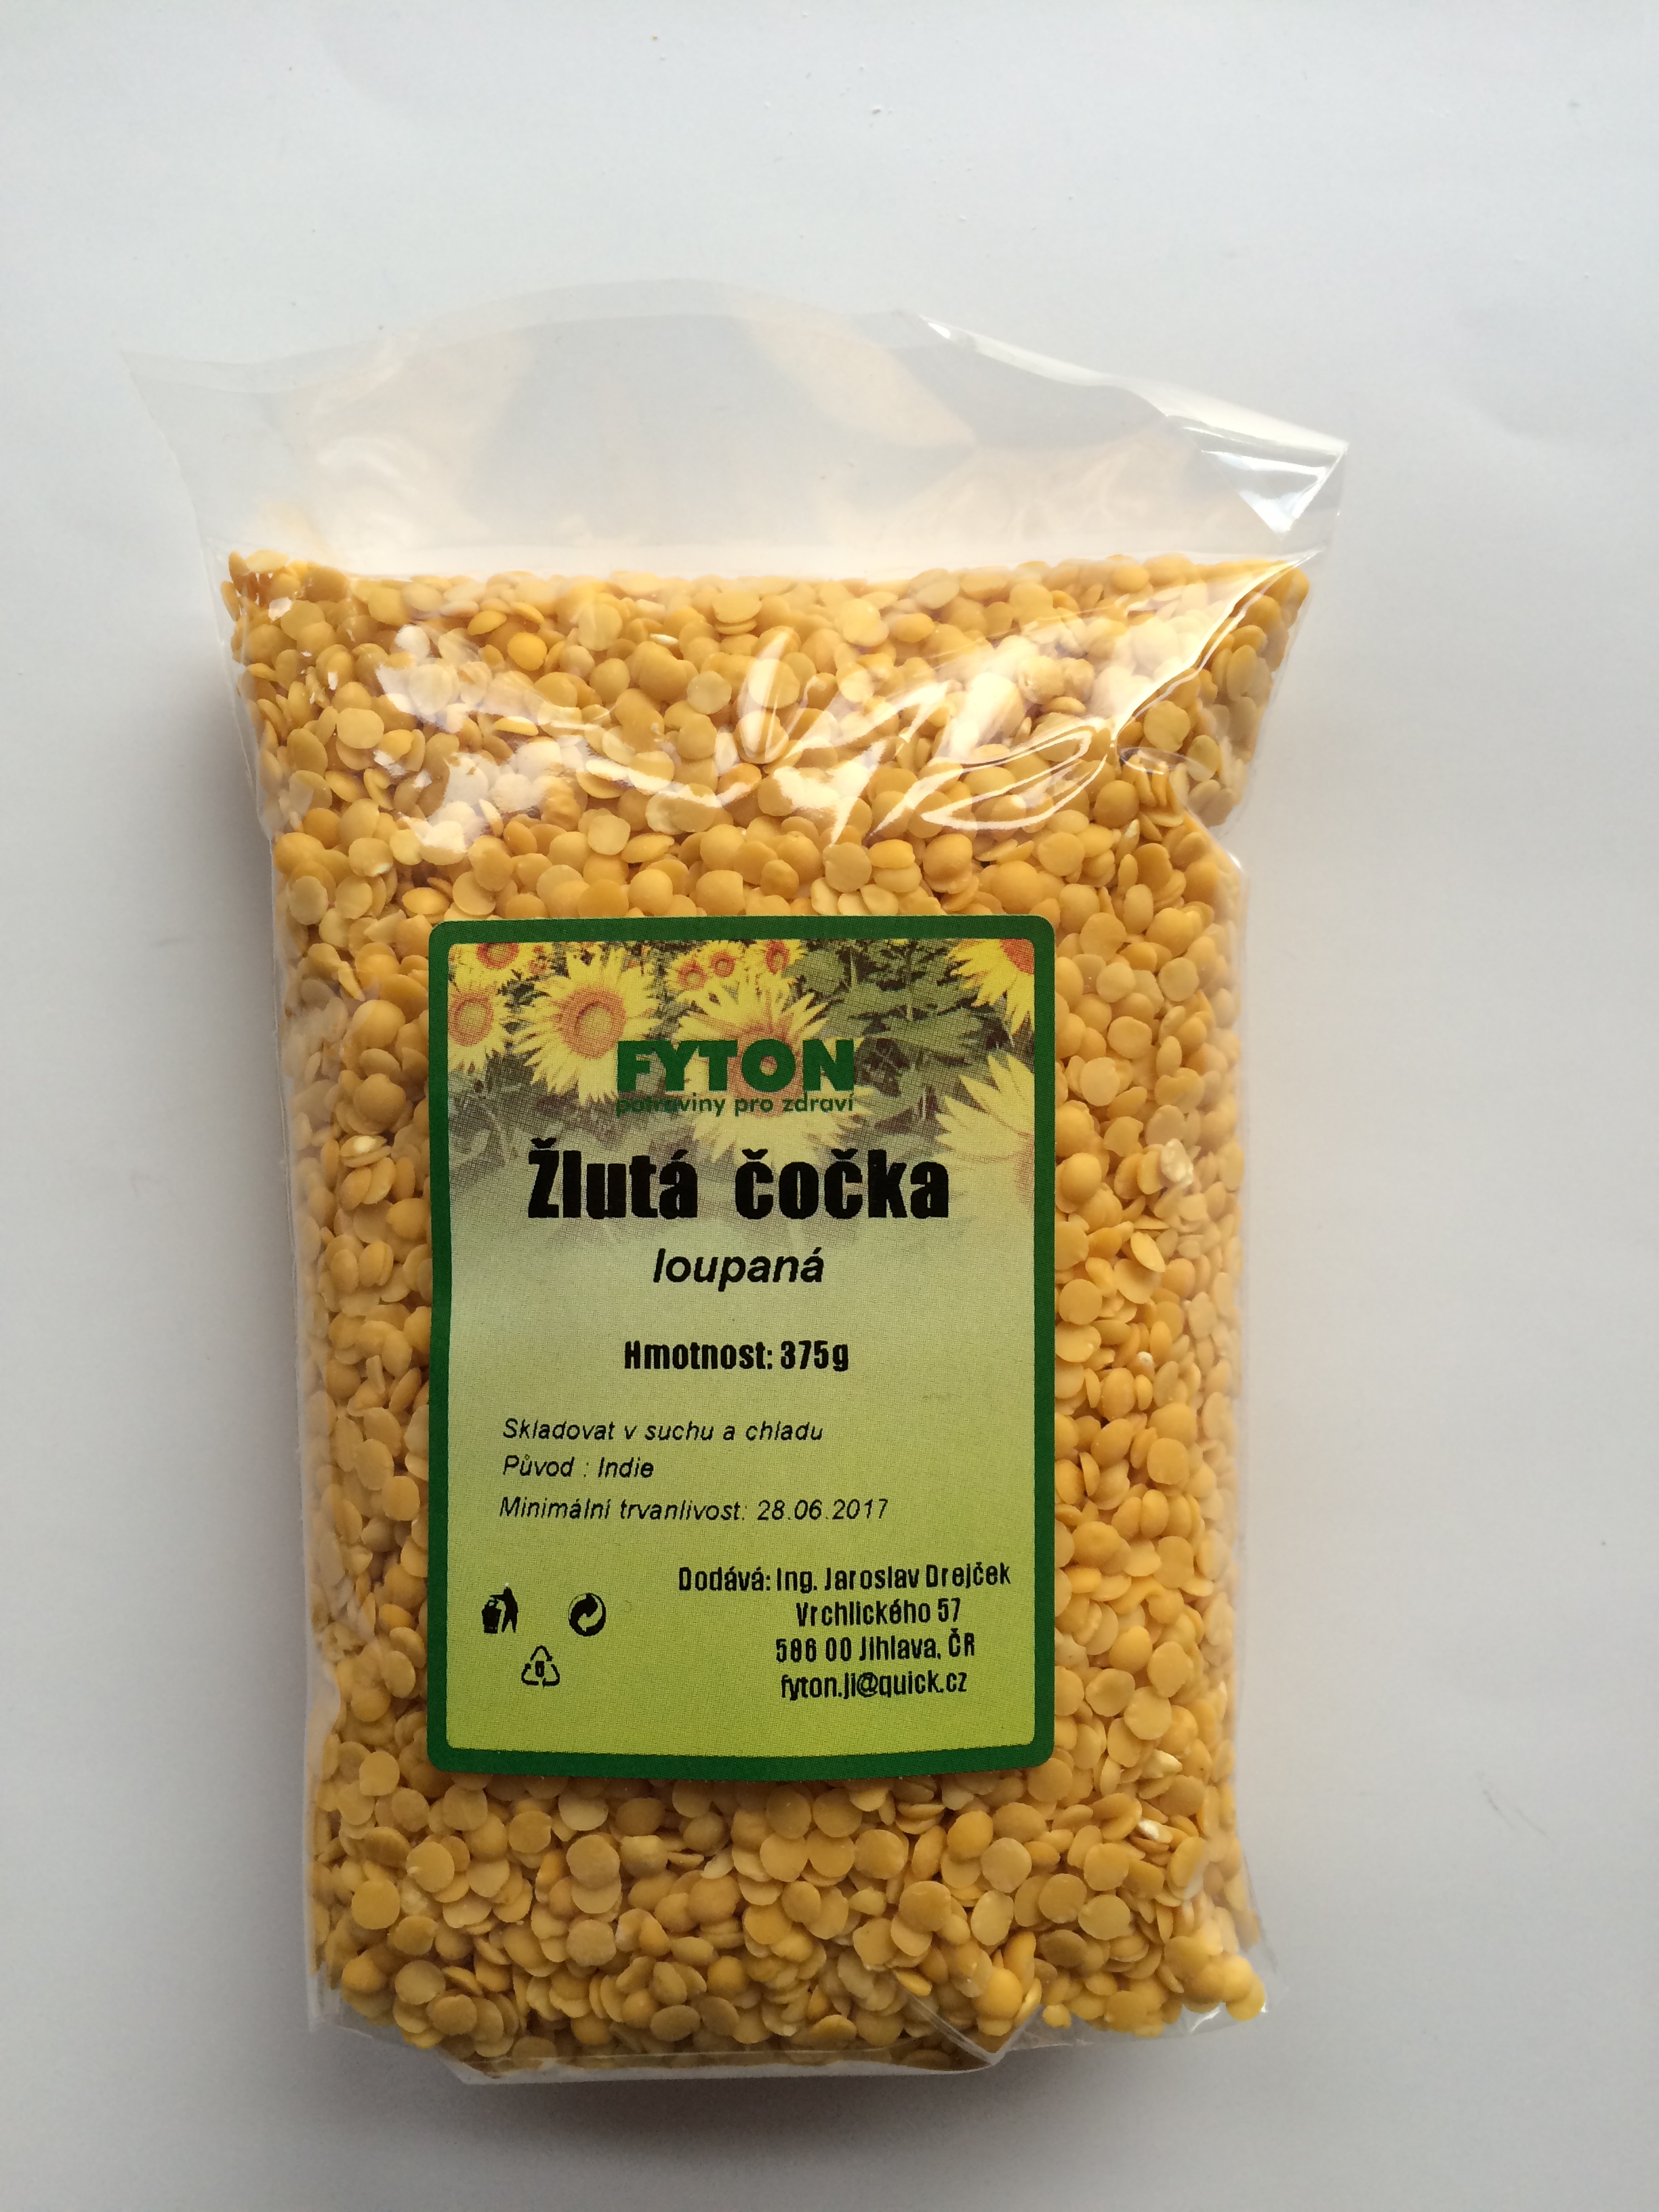 FYTON
potraviny pro zdraví
Žlutá čočka
loupaná
Hmotnost: 375g
Skladovat v suchu a chladu
Původ : Indie
Minimální trvanlivost: 28.06.2017
Dodává: Ing. Jaroslav Drejček
Vrchlického 57
586 00 Jihlava, ČR
fyton.ji@quick.cz